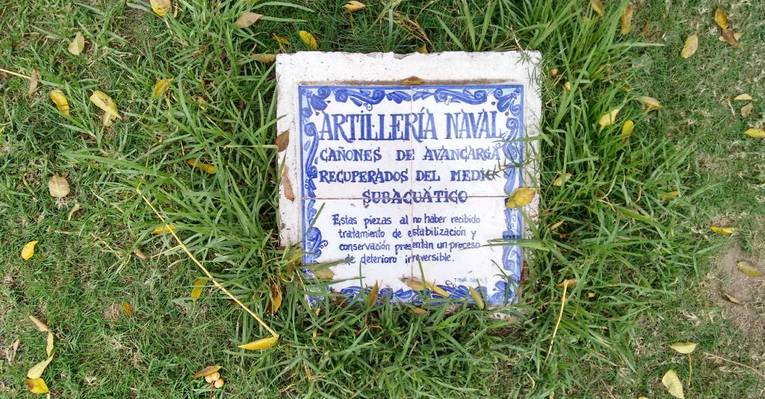 ARTILLERÍA NAVAL
CAÑONES DE AVANCARGA
RECUPERADOS DEL MEDIO
SUBACUÁTICO
Estas piezas al no haber recibido
tratamiento de estabilización y
conservación presentan un proceso
de deterioro irreversible.